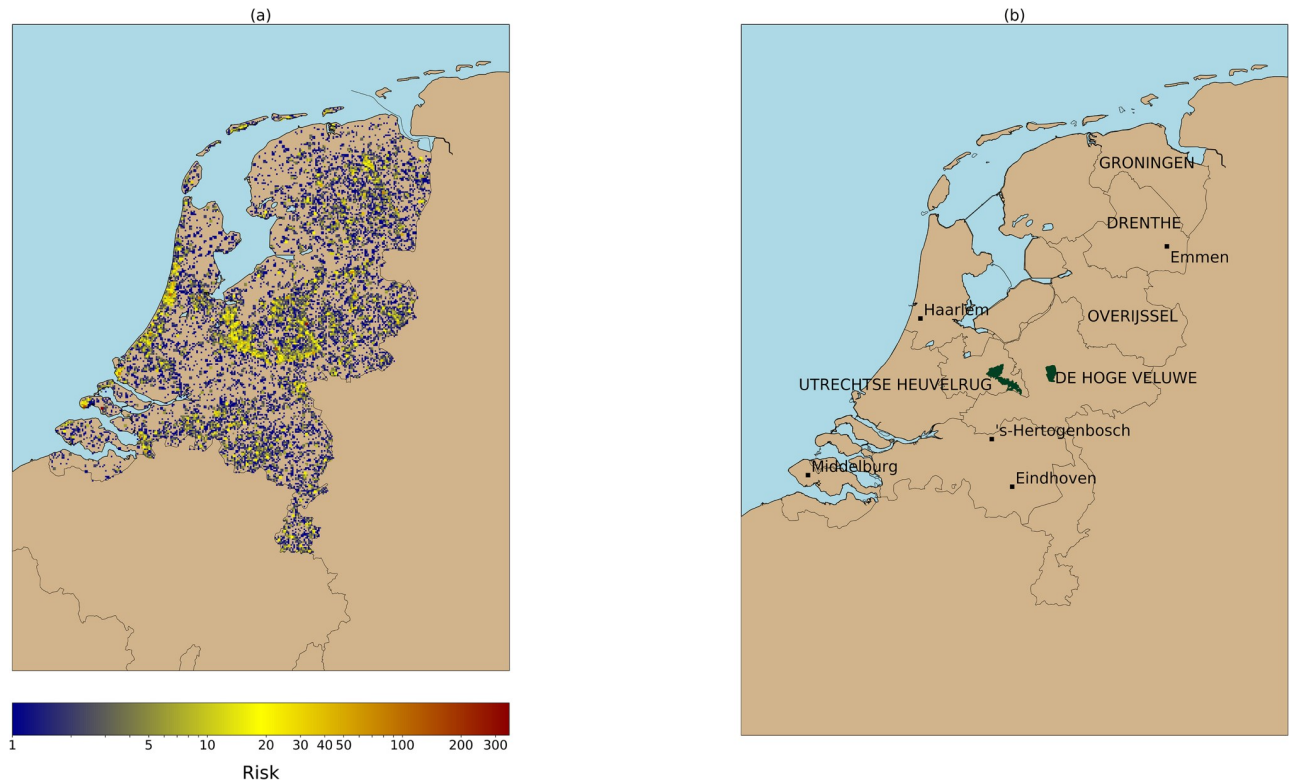 (a)
(b)
GRONINGEN
DRENTHE
Emmen
Haarlem
OVERIJSSEL
UTRECHTSE HEUVELRUG
DE HOGE VELUWE
's-Hertogenbosch
Middelburg
Eindhoven
1 5 10 20 30 40 50 100 200 300
Risk